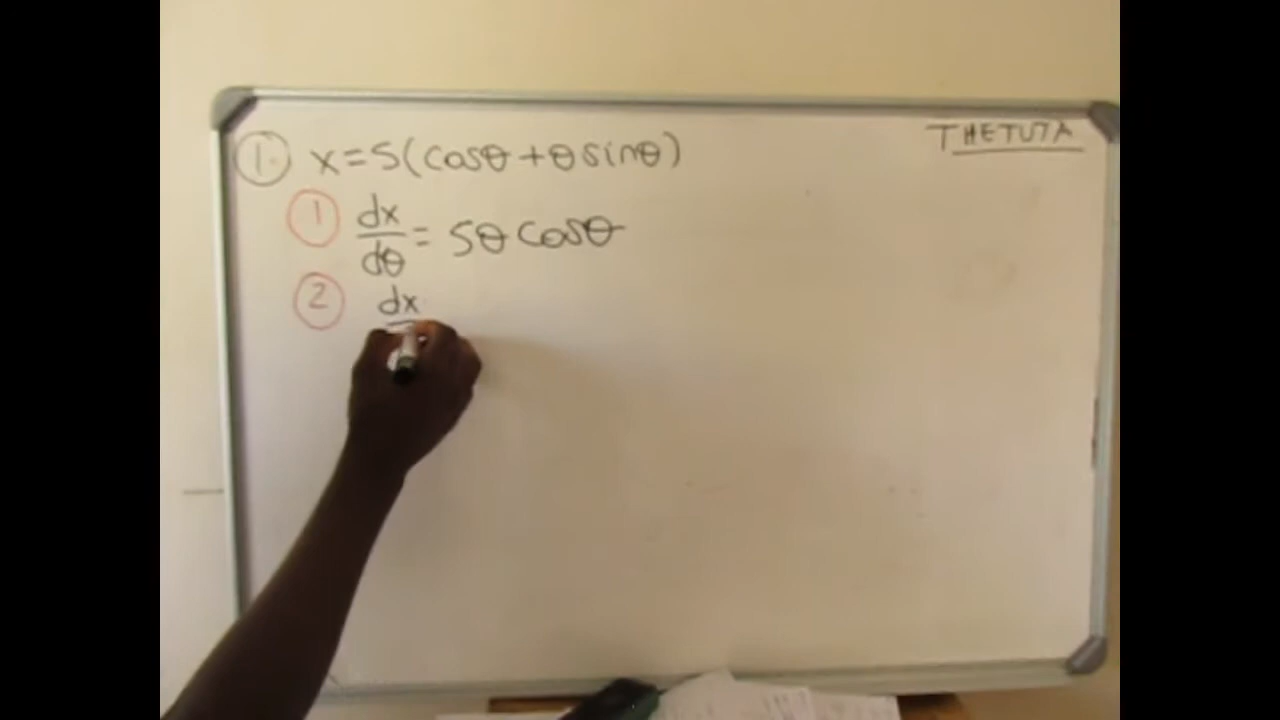 THETUTA
1. x=5(cosθ+θsinθ)
1 dx/dθ = 5θcosθ
2 dx